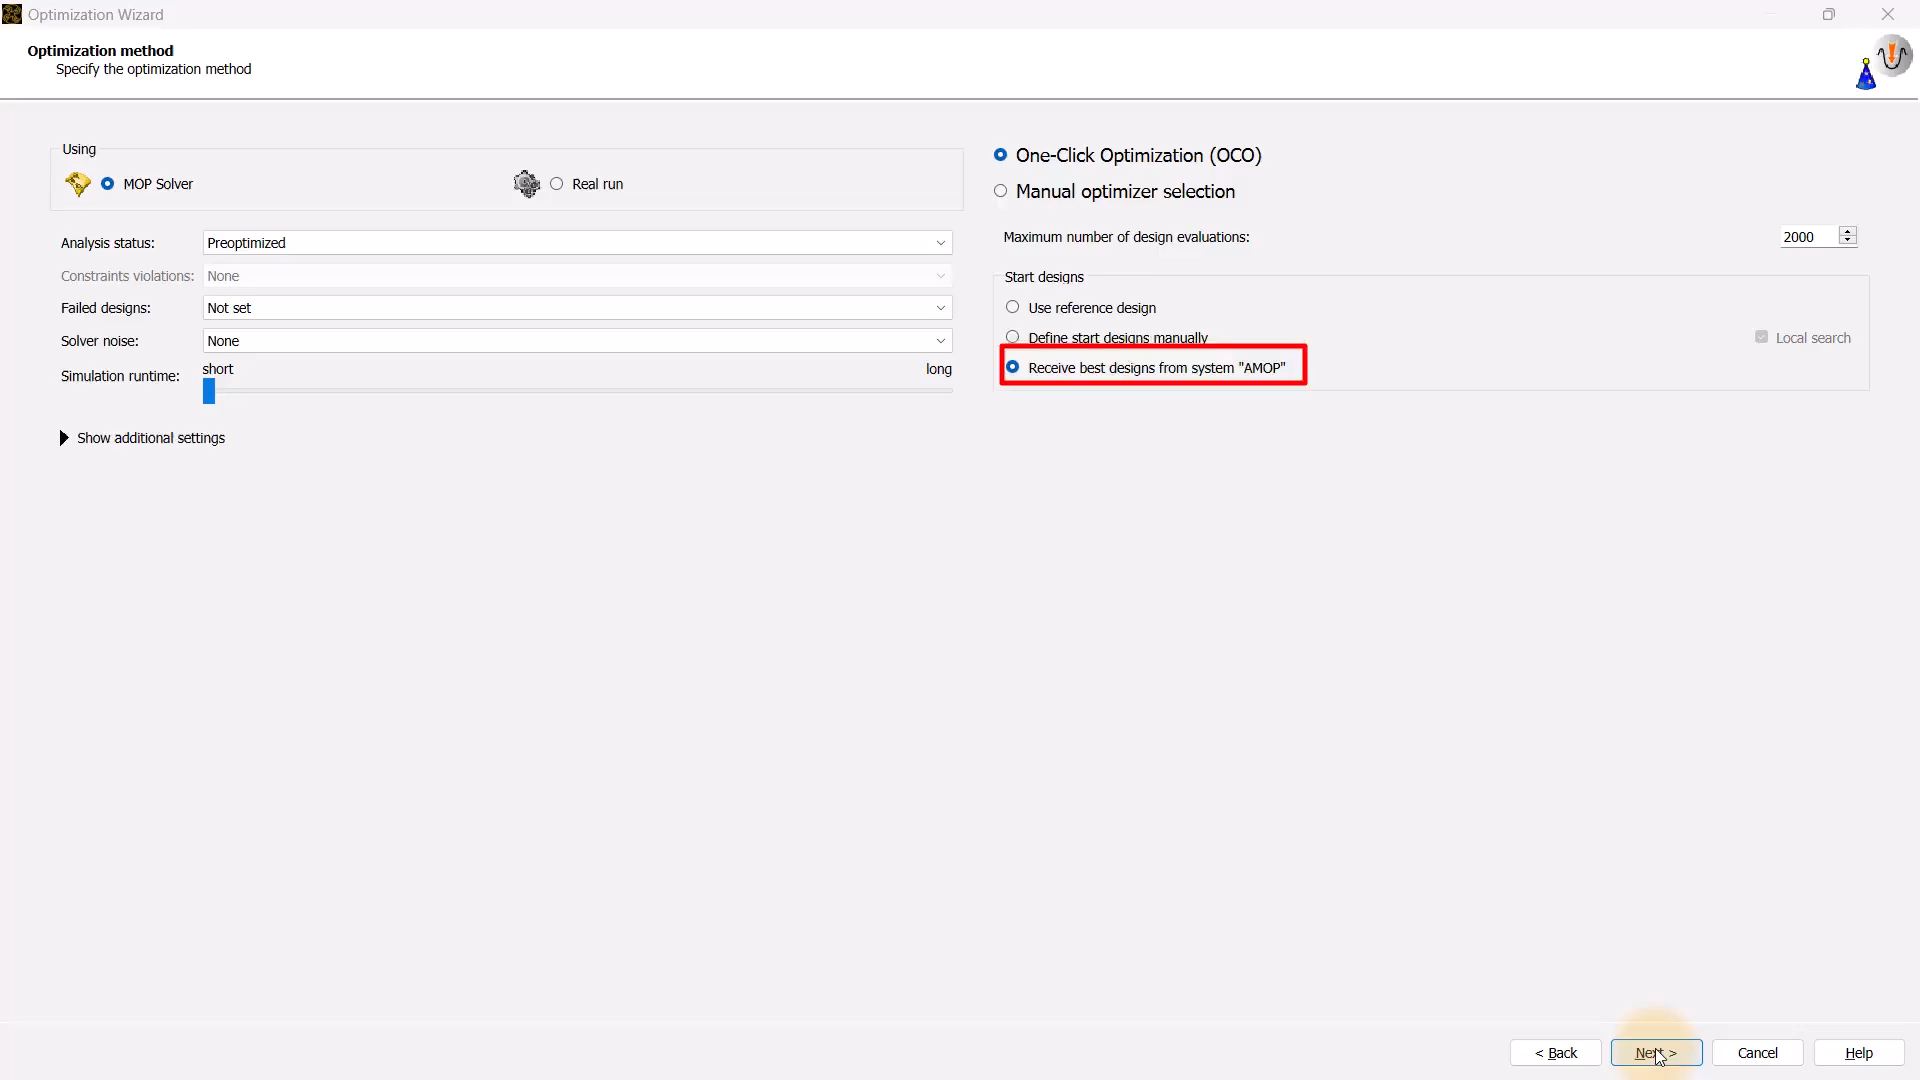 Optimization Wizard
Optimization method
Specify the optimization method
Using
MOP Solver
Real run
Analysis status:
Preoptimized
Constraints violations:
None
Failed designs:
Not set
Solver noise:
None
Simulation runtime:
short
long
Show additional settings
One-Click Optimization (OCO)
Manual optimizer selection
Maximum number of design evaluations:
2000
Start designs
Use reference design
Define start designs manually
Local search
Receive best designs from system "AMOP"
< Back
Next >
Cancel
Help